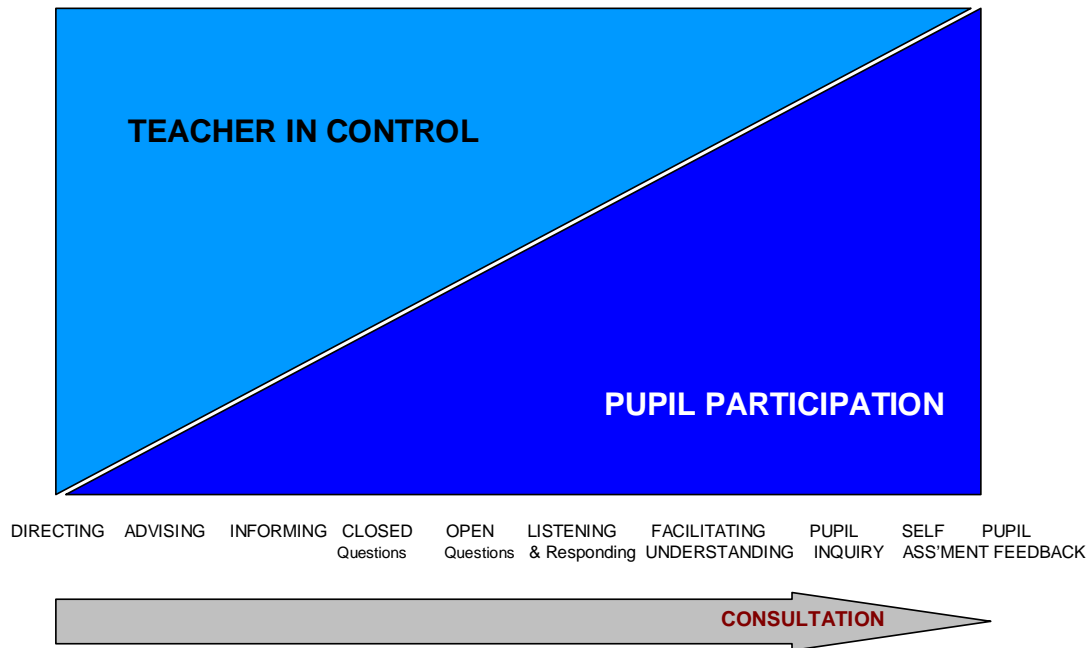 TEACHER IN CONTROL
PUPIL PARTICIPATION
DIRECTING ADVISING INFORMING CLOSED OPEN LISTENING FACILITATING PUPIL SELF PUPIL
Questions Questions & Responding UNDERSTANDING INQUIRY ASS'MENT FEEDBACK
CONSULTATION